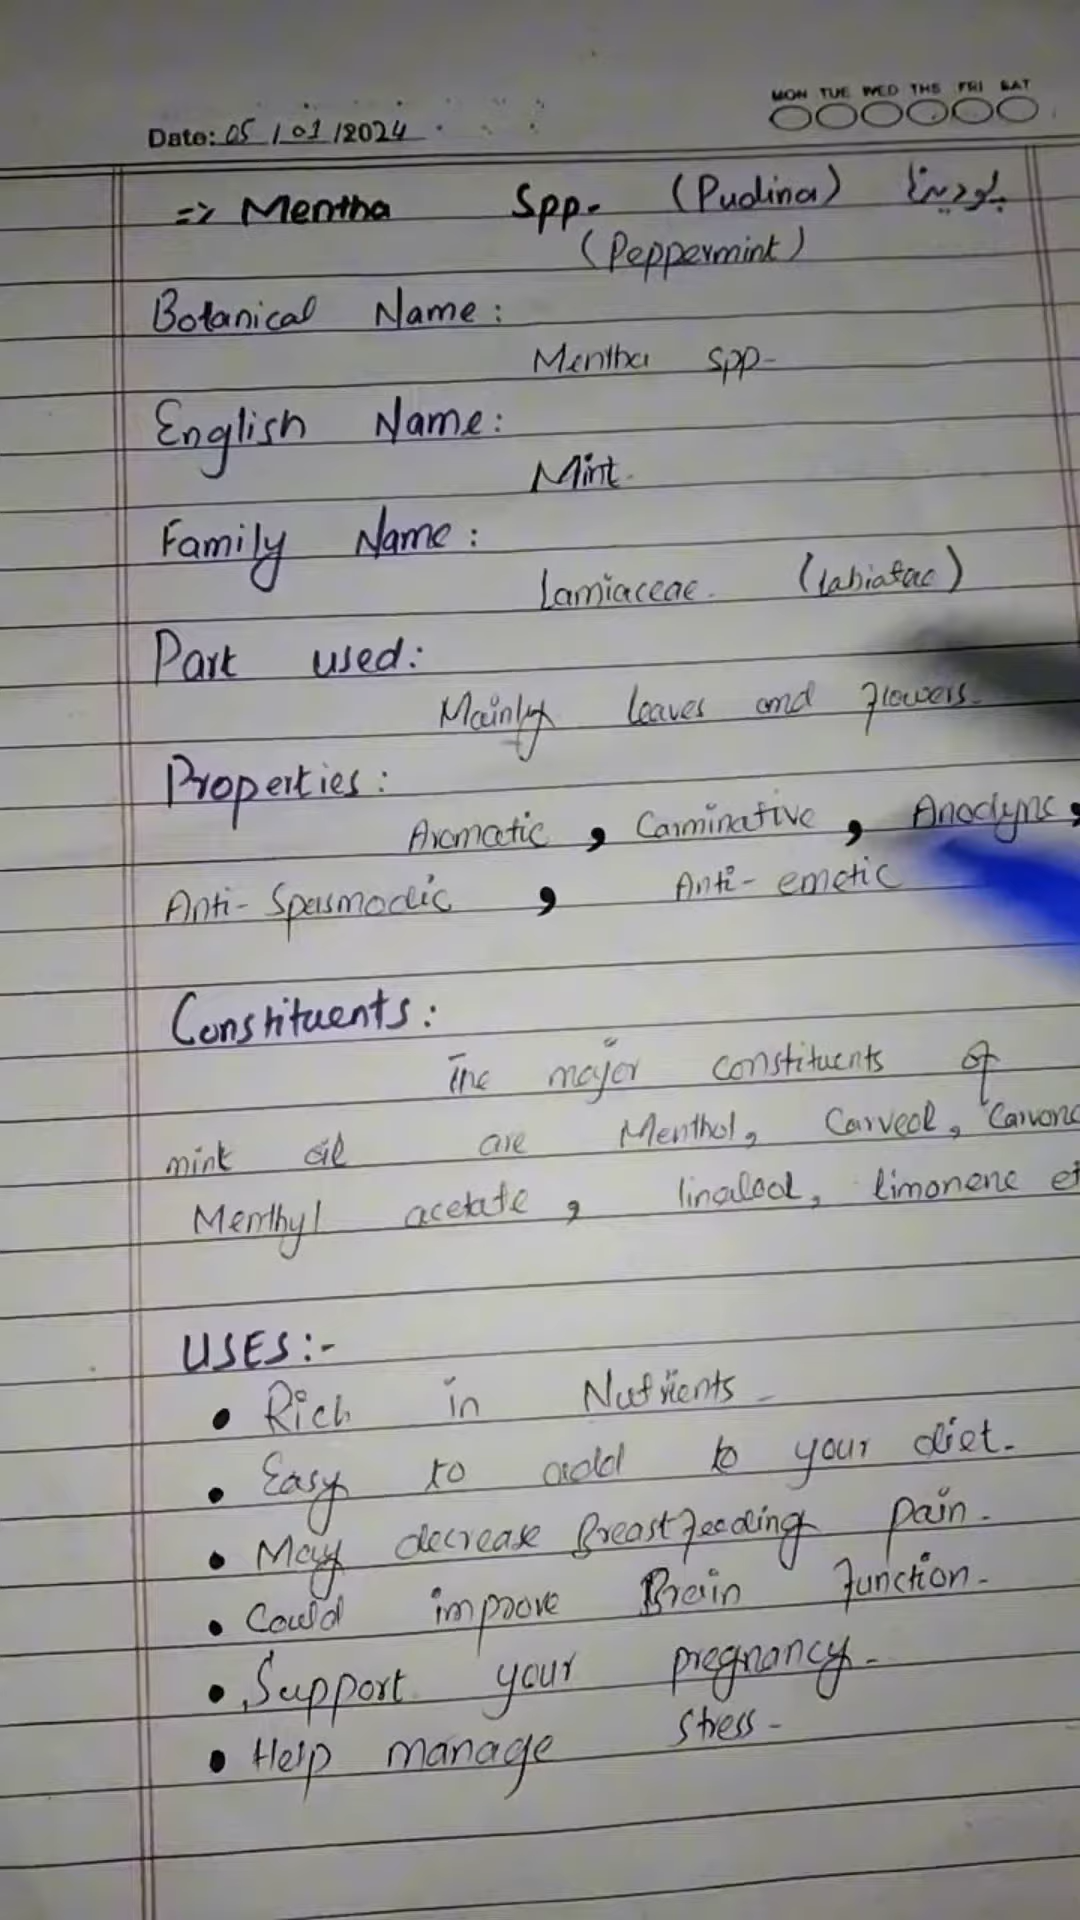 MON TUE WED THS FRI SAT
Date: 05 / 01 / 2024
=> Mentha Spp. (Pudina) پودینہ
(Peppermint)
Botanical Name:
Mentha spp-
English Name:
Mint.
Family Name:
Lamiaceae. (labiatae)
Part used:
Mainly leaves and flowers.
Properties:
Aromatic, Carminative, Anodyne,
Anti-Spasmodic, Anti-emetic
Constituents:
The major constituents of
mint oil are Menthol, Carveol, Carvone
Menthyl acetate, linalool, limonene et
USES:-
• Rich in Nutrients-
• Easy to add to your diet.
• May decrease Breastfeeding pain.
• Could improve Brain function-
• Support your pregnancy-
• Help manage stress-